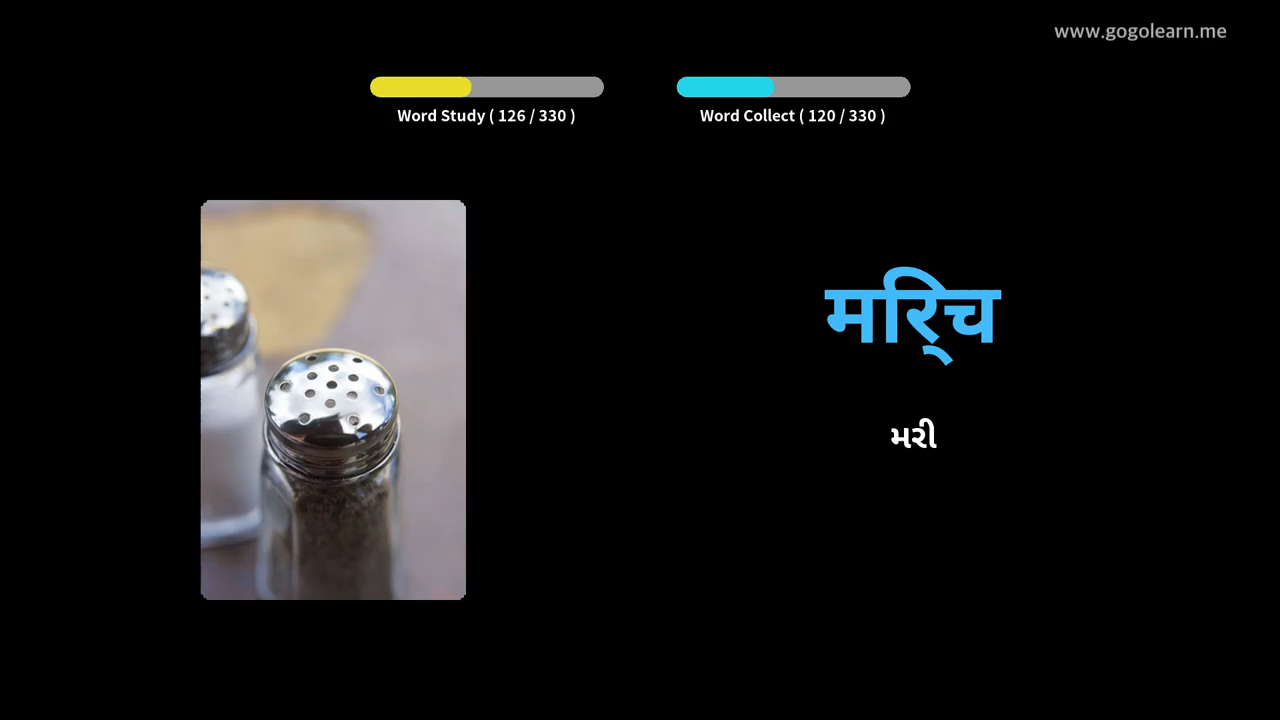 www.gogolearn.me
Word Study ( 126 / 330 )
Word Collect ( 120 / 330 )
मरि्च
મરી